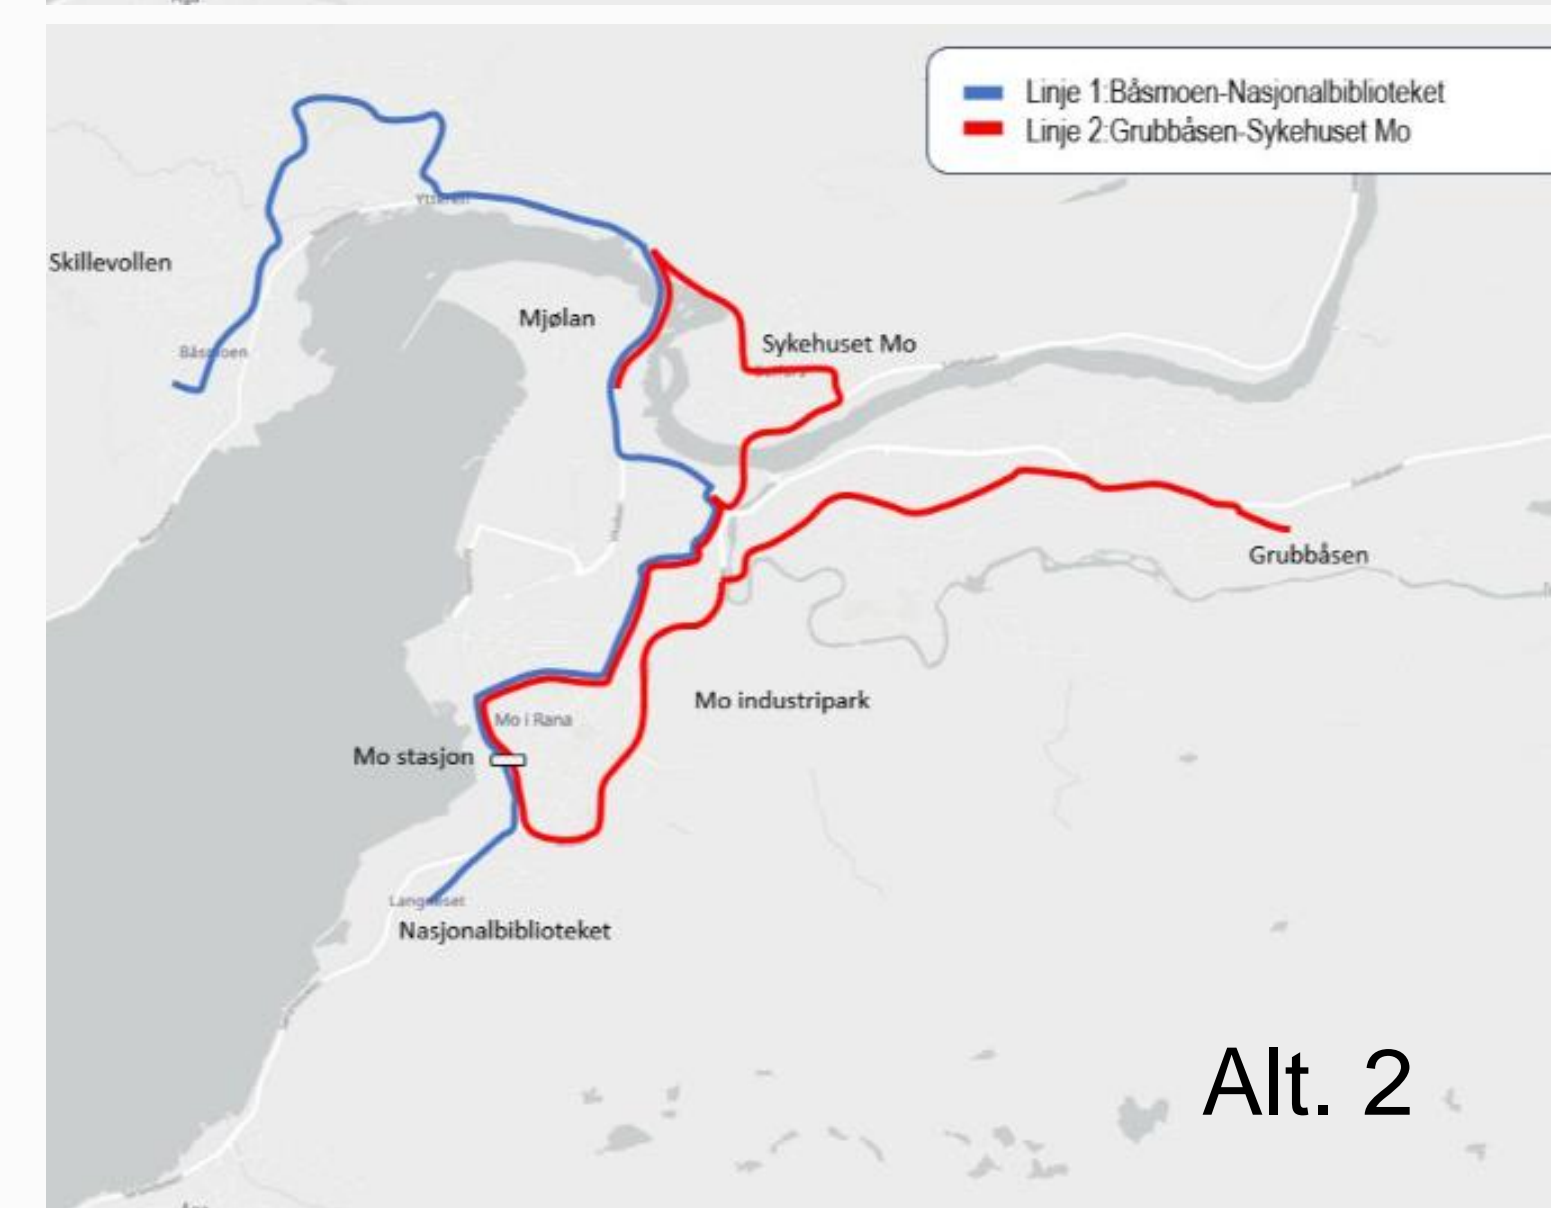 Linje 1:Båsmoen-Nasjonalbiblioteket
Linje 2:Grubbåsen-Sykehuset Mo
Skillevollen
Mjølan
Sykehuset Mo
Båsmoen
Grubbåsen
Mo industripark
Mo i Rana
Mo stasjon
Nasjonalbiblioteket
Alt. 2